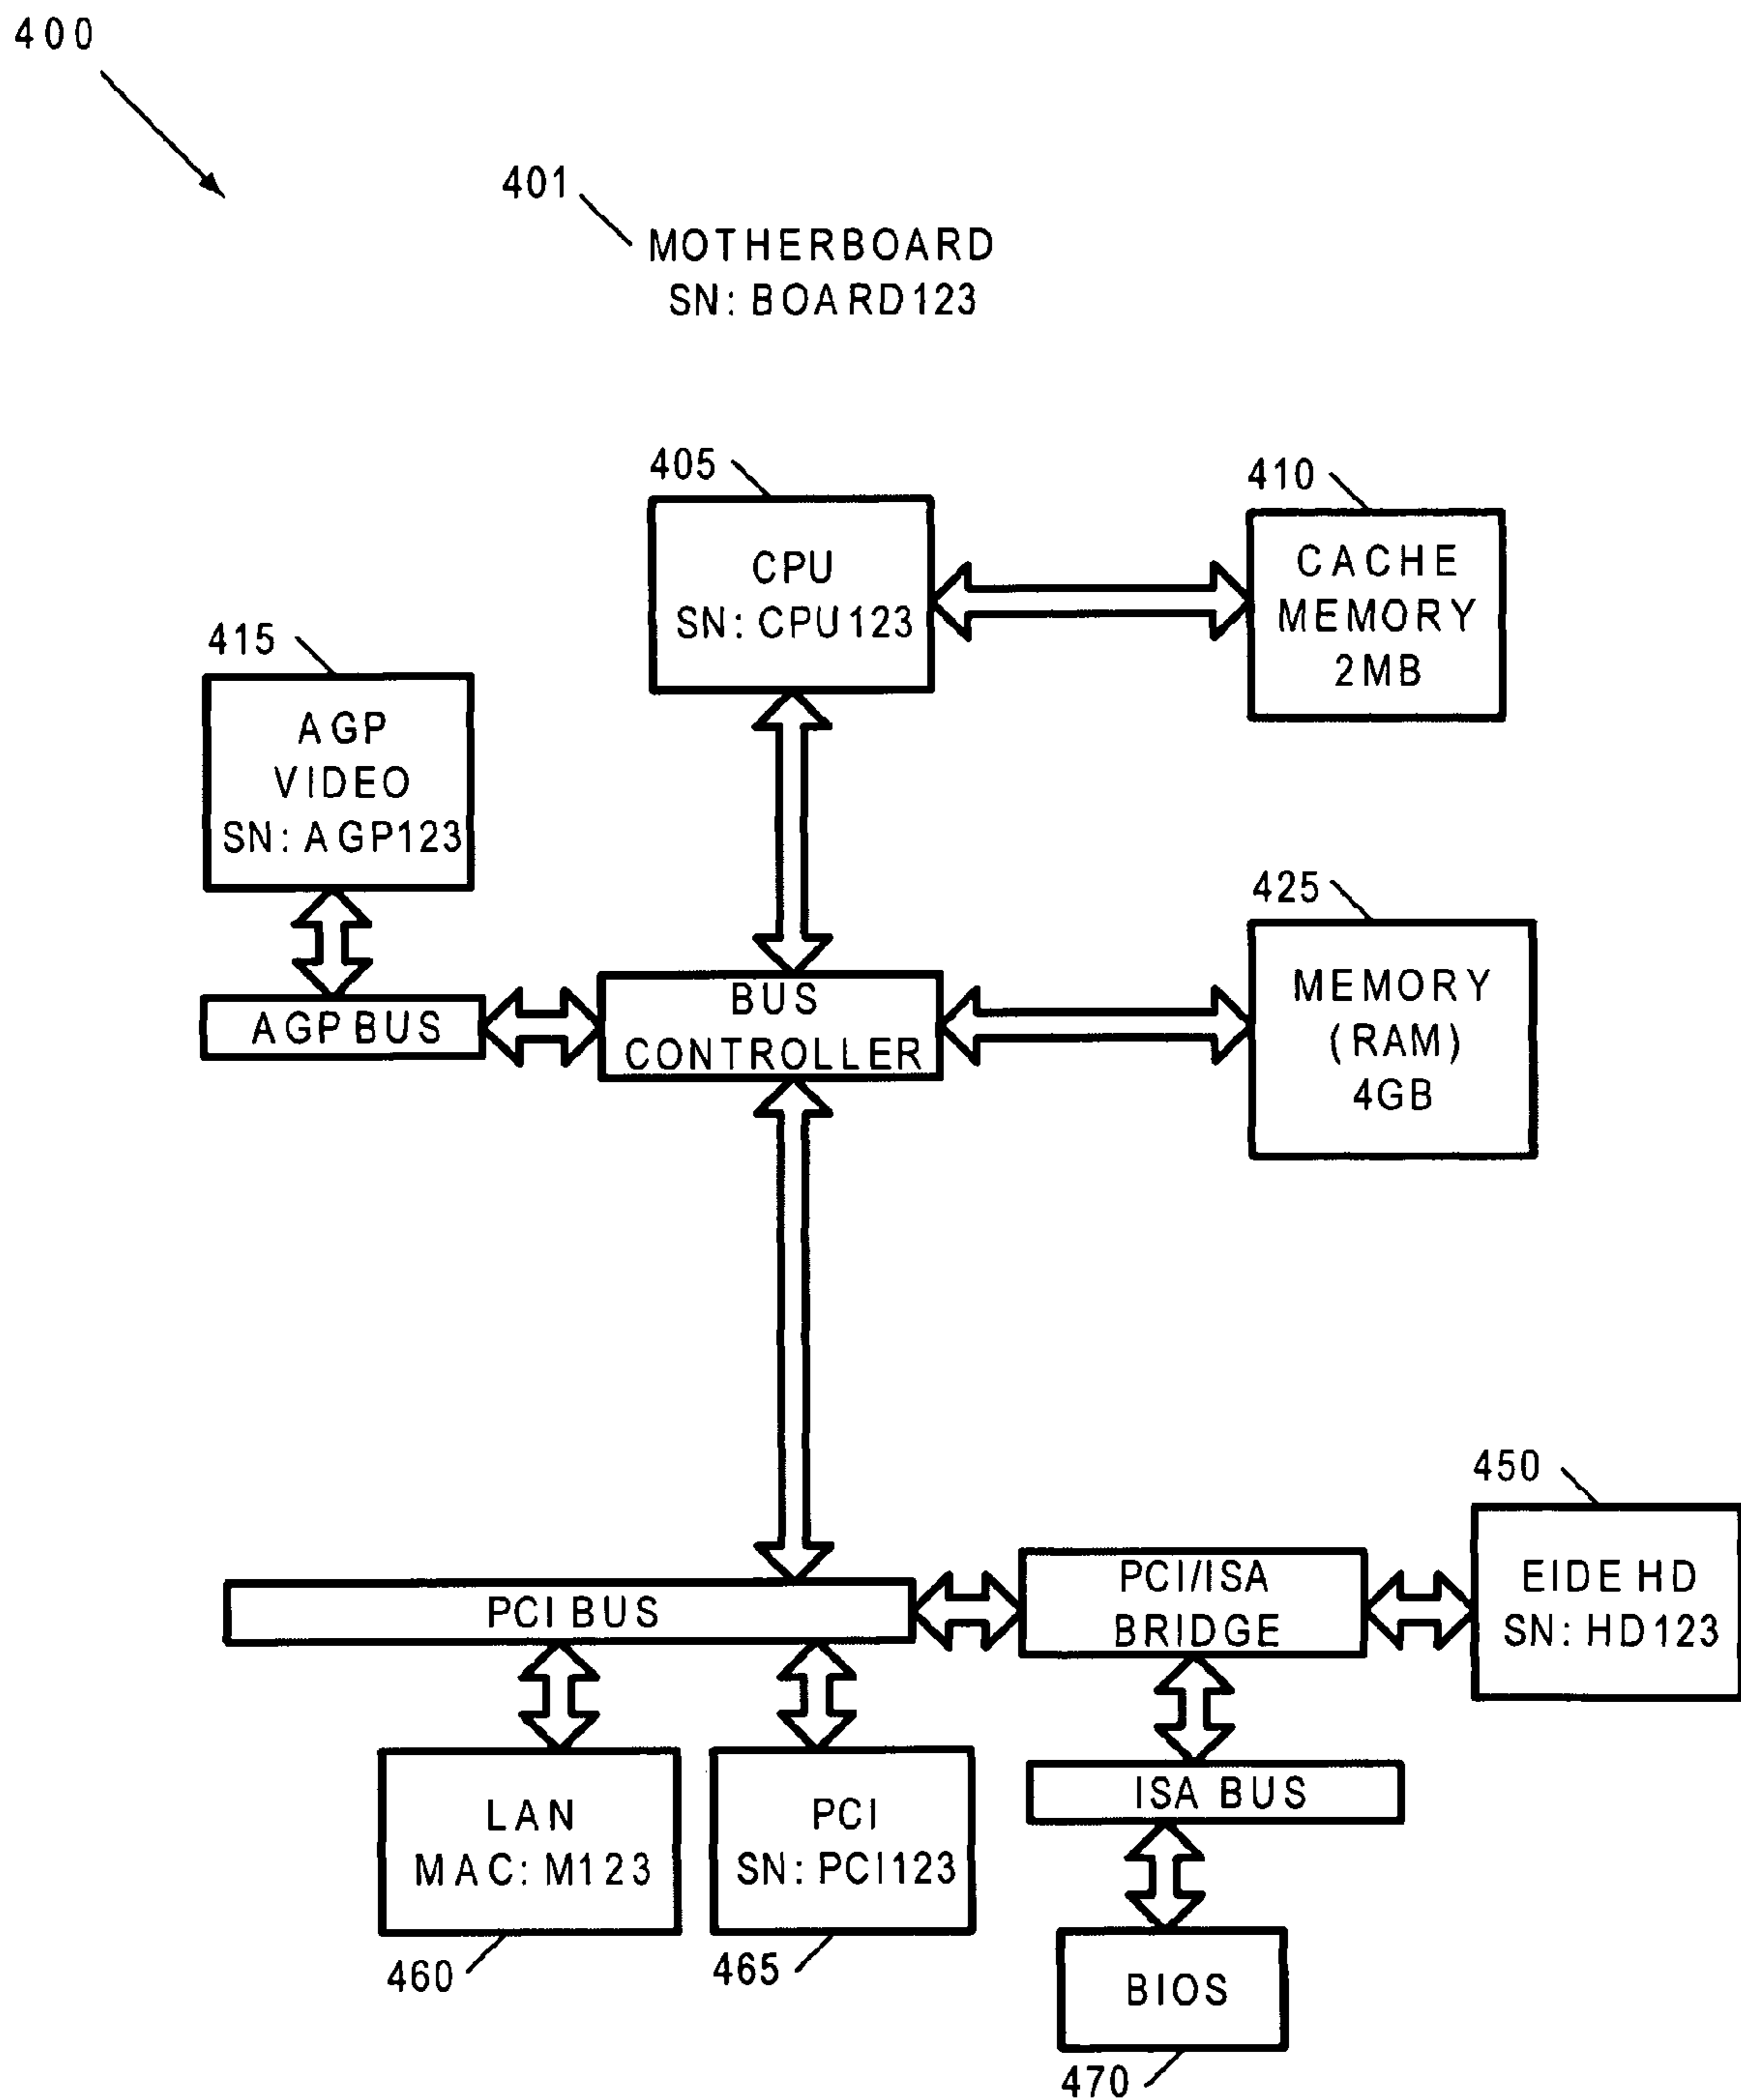 400
401
MOTHERBOARD
SN: BOARD123
405
CPU
SN: CPU123
410
CACHE
MEMORY
2MB
415
AGP
VIDEO
SN: AGP123
425
MEMORY
(RAM)
4GB
AGP BUS
BUS
CONTROLLER
450
EIDE HD
SN: HD123
PCI BUS
PCI/ISA
BRIDGE
LAN
MAC: M123
460
PCI
SN: PCI123
465
ISA BUS
BIOS
470